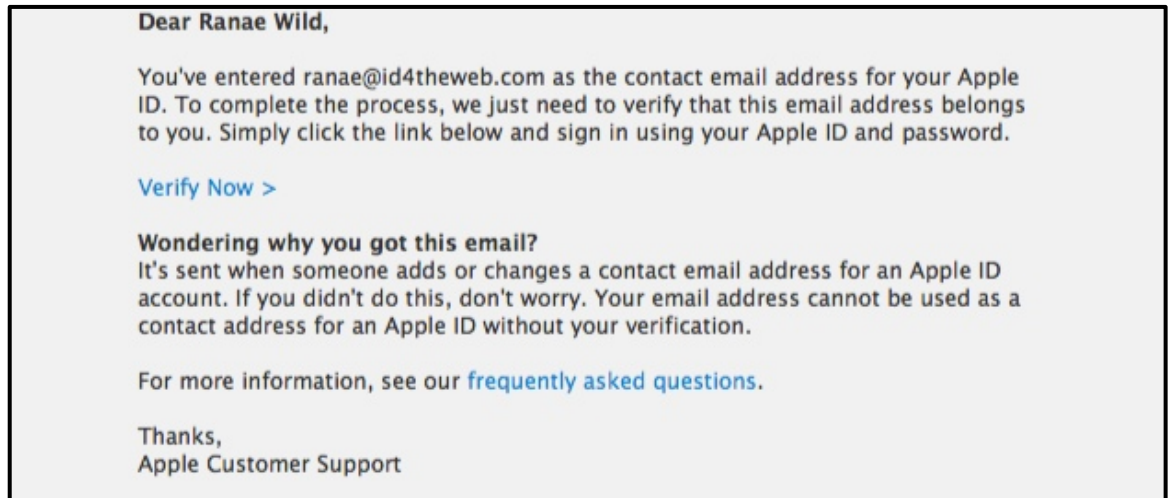 Dear Ranae Wild,
You've entered ranae@id4theweb.com as the contact email address for your Apple
ID. To complete the process, we just need to verify that this email address belongs
to you. Simply click the link below and sign in using your Apple ID and password.
Verify Now >
Wondering why you got this email?
It's sent when someone adds or changes a contact email address for an Apple ID
account. If you didn't do this, don't worry. Your email address cannot be used as a
contact address for an Apple ID without your verification.
For more information, see our frequently asked questions.
Thanks,
Apple Customer Support